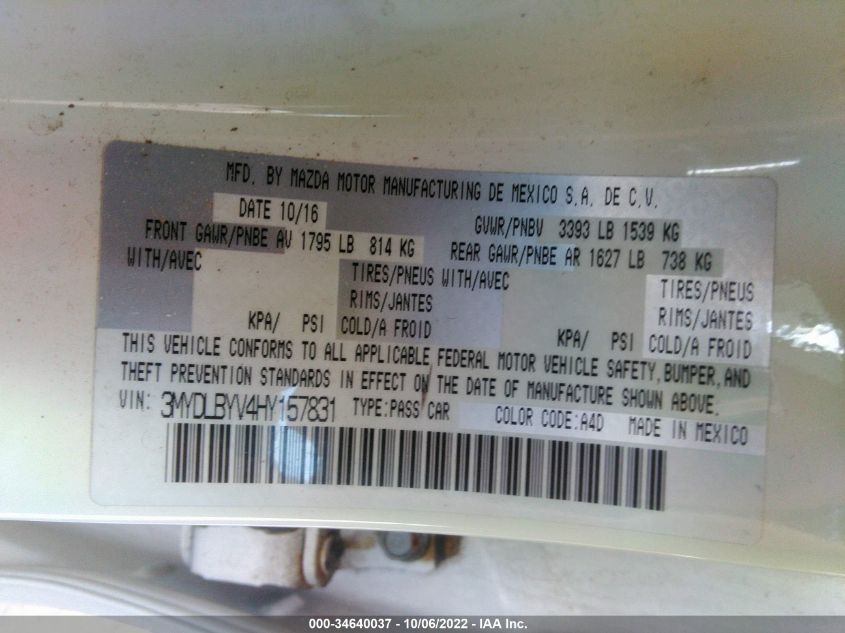 MFD. BY MAZDA MOTOR MANUFACTURING DE MEXICO S.A. DE C.V.
DATE 10/16
GVWR/PNBV 3393 LB 1539 KG
FRONT GAWR/PNBE AV 1795 LB 814 KG
REAR GAWR/PNBE AR 1627 LB 738 KG
WITH/AVEC
TIRES/PNEUS WITH/AVEC
TIRES/PNEUS
RIMS/JANTES
RIMS/JANTES
KPA/ PSI COLD/A FROID
KPA/ PSI COLD/A FROID
THIS VEHICLE CONFORMS TO ALL APPLICABLE FEDERAL MOTOR VEHICLE SAFETY, BUMPER, AND
THEFT PREVENTION STANDARDS IN EFFECT ON THE DATE OF MANUFACTURE SHOWN ABOVE.
VIN: 3MYDLBYV4HY157831 TYPE:PASS CAR COLOR CODE:A4D MADE IN MEXICO
000-34640037 - 10/06/2022 - IAA Inc.